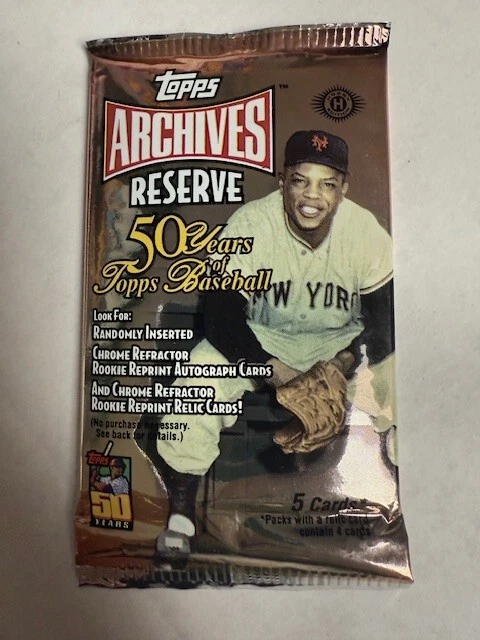 Topps
ARCHIVES™
RESERVE
50 Years
of
Topps Baseball
LOOK FOR:
RANDOMLY INSERTED
CHROME REFRACTOR
ROOKIE REPRINT AUTOGRAPH CARDS
AND CHROME REFRACTOR
ROOKIE REPRINT RELIC CARDS!
(No purchase necessary.
See back for details.)
NY
W YORK
H
Topps
50
YEARS
5 Cards*
*Packs with a relic card
contain 4 cards